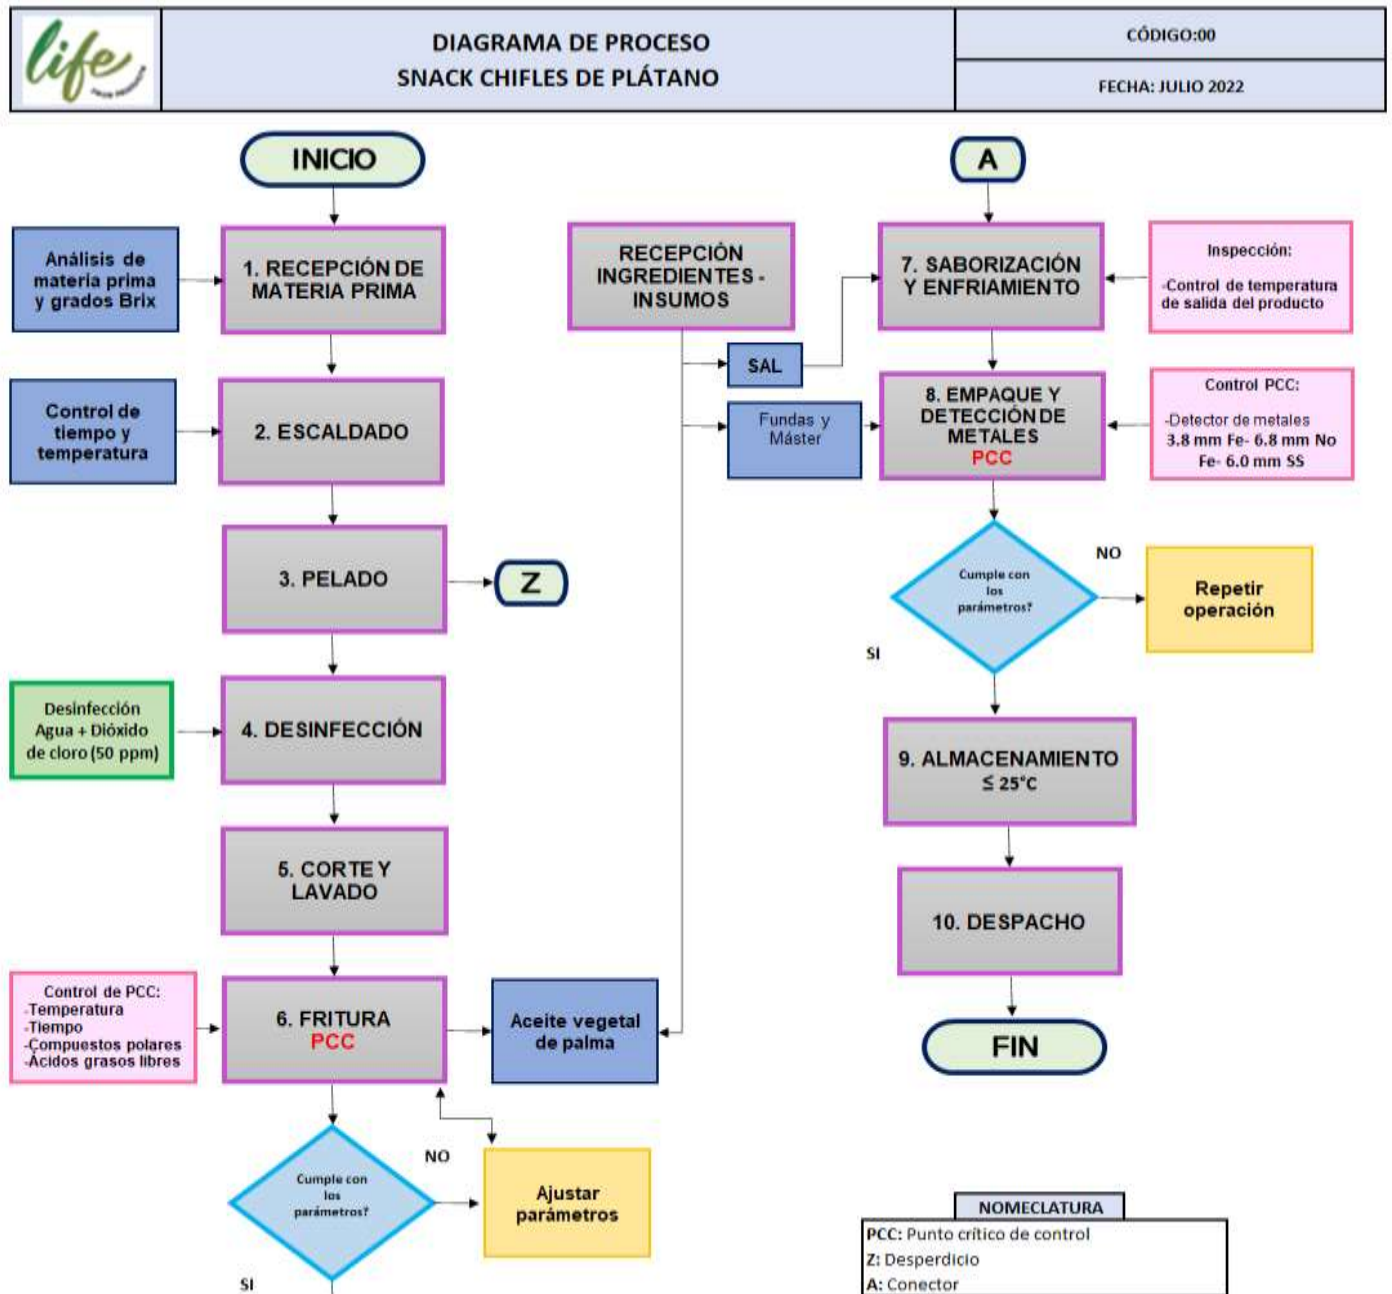 life
DIAGRAMA DE PROCESO
SNACK CHIFLES DE PLÁTANO
CÓDIGO:00
FECHA: JULIO 2022
INICIO
Análisis de
materia prima
y grados Brix
1. RECEPCIÓN DE
MATERIA PRIMA
Control de
tiempo y
temperatura
2. ESCALDADO
3. PELADO
Z
Desinfección
Agua + Dióxido
de cloro (50 ppm)
4. DESINFECCIÓN
5. CORTE Y
LAVADO
Control de PCC:
-Temperatura
-Tiempo
-Compuestos polares
-Ácidos grasos libres
6. FRITURA
PCC
Aceite vegetal
de palma
Cumple con
los
parámetros?
NO
Ajustar
parámetros
SI
RECEPCIÓN
INGREDIENTES -
INSUMOS
SAL
Fundas y
Máster
A
7. SABORIZACIÓN
Y ENFRIAMIENTO
Inspección:
-Control de temperatura
de salida del producto
8. EMPAQUE Y
DETECCIÓN DE
METALES
PCC
Control PCC:
-Detector de metales
3.8 mm Fe- 6.8 mm No
Fe- 6.0 mm SS
Cumple con
los
parámetros?
NO
Repetir
operación
SI
9. ALMACENAMIENTO
≤ 25°C
10. DESPACHO
FIN
NOMECLATURA
PCC: Punto crítico de control
Z: Desperdicio
A: Conector